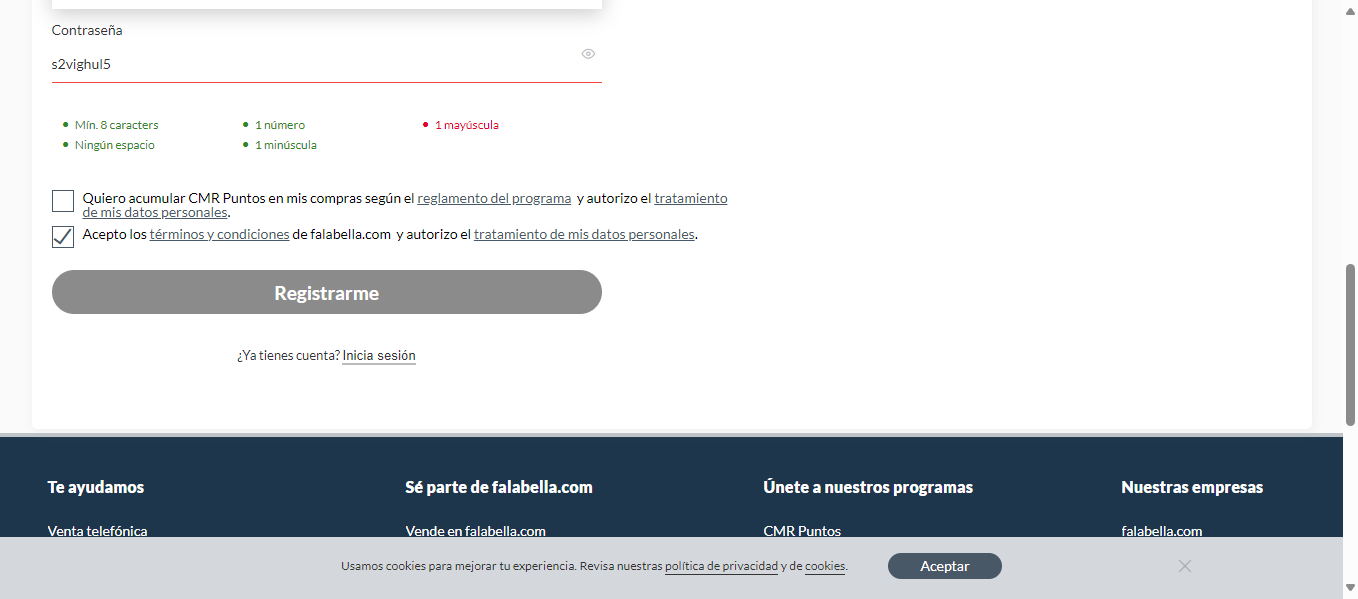 Contraseña
s2vighul5
Mín. 8 caracters
1 número
1 mayúscula
Ningún espacio
1 minúscula
Quiero acumular CMR Puntos en mis compras según el reglamento del programa y autorizo el tratamiento
de mis datos personales.
Acepto los términos y condiciones de falabella.com y autorizo el tratamiento de mis datos personales.
Registrarme
¿Ya tienes cuenta? Inicia sesión
Te ayudamos
Sé parte de falabella.com
Únete a nuestros programas
Nuestras empresas
Venta telefónica
Vende en falabella.com
CMR Puntos
falabella.com
Usamos cookies para mejorar tu experiencia. Revisa nuestras política de privacidad y de cookies.
Aceptar